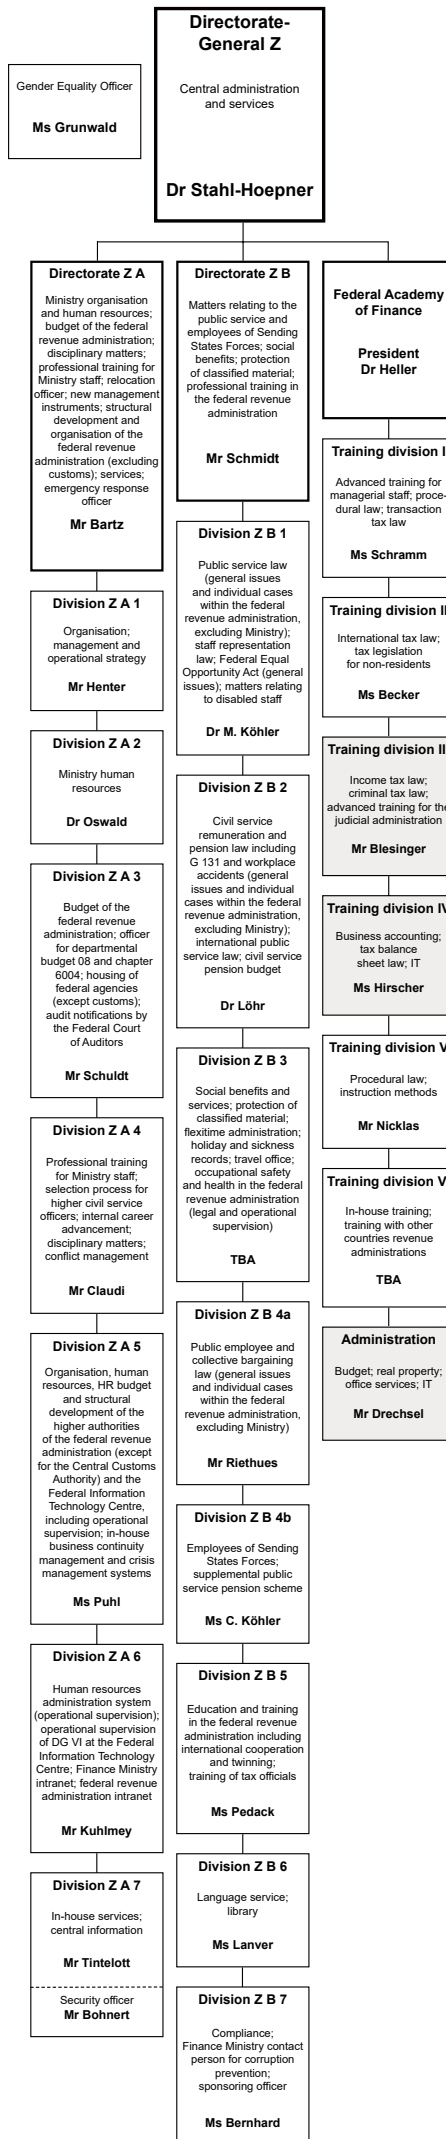 Directorate-
General Z
Central administration
and services
Dr Stahl-Hoepner
Gender Equality Officer
Ms Grunwald
Directorate Z A
Ministry organisation
and human resources;
budget of the federal
revenue administration;
disciplinary matters;
professional training for
Ministry staff; relocation
officer; new management
instruments; structural
development and
organisation of the
federal revenue
administration (excluding
customs); services;
emergency response
officer
Mr Bartz
Division Z A 1
Organisation;
management and
operational strategy
Mr Henter
Division Z A 2
Ministry human
resources
Dr Oswald
Division Z A 3
Budget of the
federal revenue
administration; officer
for departmental
budget 08 and chapter
6004; housing of
federal agencies
(except customs);
audit notifications by
the Federal Court
of Auditors
Mr Schuldt
Division Z A 4
Professional training
for Ministry staff;
selection process for
higher civil service
officers; internal career
advancement;
disciplinary matters;
conflict management
Mr Claudi
Division Z A 5
Organisation, human
resources, HR budget
and structural
development of the
higher authorities
of the federal revenue
administration (except
for the Central Customs
Authority) and the
Federal Information
Technology Centre,
including operational
supervision; in-house
business continuity
management and crisis
management systems
Ms Puhl
Division Z A 6
Human resources
administration system
(operational supervision);
operational supervision
of DG VI at the Federal
Information Technology
Centre; Finance Ministry
intranet; federal revenue
administration intranet
Mr Kuhlmey
Division Z A 7
In-house services;
central information
Mr Tintelott
Security officer
Mr Bohnert
Directorate Z B
Matters relating to the
public service and
employees of Sending
States Forces; social
benefits; protection
of classified material;
professional training in
the federal revenue
administration
Mr Schmidt
Division Z B 1
Public service law
(general issues
and individual cases
within the federal
revenue administration,
excluding Ministry);
staff representation
law; Federal Equal
Opportunity Act (general
issues); matters relating
to disabled staff
Dr M. Köhler
Division Z B 2
Civil service
remuneration and
pension law including
G 131 and workplace
accidents (general
issues and individual
cases within the federal
revenue administration,
excluding Ministry);
international public
service law; civil service
pension budget
Dr Löhr
Division Z B 3
Social benefits and
services; protection of
classified material;
flexitime administration;
holiday and sickness
records; travel office;
occupational safety
and health in the federal
revenue administration
(legal and operational
supervision)
TBA
Division Z B 4a
Public employee and
collective bargaining
law (general issues
and individual cases
within the federal
revenue administration,
excluding Ministry)
Mr Riethues
Division Z B 4b
Employees of Sending
States Forces;
supplemental public
service pension scheme
Ms C. Köhler
Division Z B 5
Education and training
in the federal revenue
administration including
international cooperation
and twinning;
training of tax officials
Ms Pedack
Division Z B 6
Language service;
library
Ms Lanver
Division Z B 7
Compliance;
Finance Ministry contact
person for corruption
prevention;
sponsoring officer
Ms Bernhard
Federal Academy
of Finance
President
Dr Heller
Training division I
Advanced training for
managerial staff; proce-
dural law; transaction
tax law
Ms Schramm
Training division II
International tax law;
tax legislation
for non-residents
Ms Becker
Training division II
Income tax law;
criminal tax law;
advanced training for the
judicial administration
Mr Blesinger
Training division IV
Business accounting;
tax balance
sheet law; IT
Ms Hirscher
Training division V
Procedural law;
instruction methods
Mr Nicklas
Training division V
In-house training;
training with other
countries revenue
administrations
TBA
Administration
Budget; real property;
office services; IT
Mr Drechsel